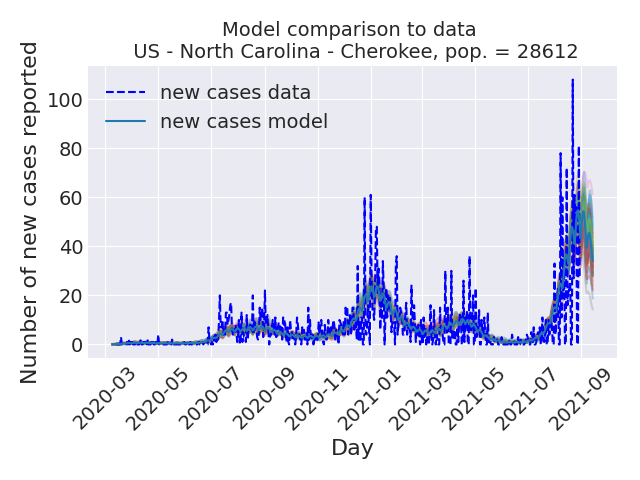 Model comparison to data
US - North Carolina - Cherokee, pop. = 28612
Number of new cases reported
new cases data
new cases model
100
80
60
40
20
0
2020-03
2020-05
2020-07
2020-09
2020-11
2021-01
2021-03
2021-05
2021-07
2021-09
Day